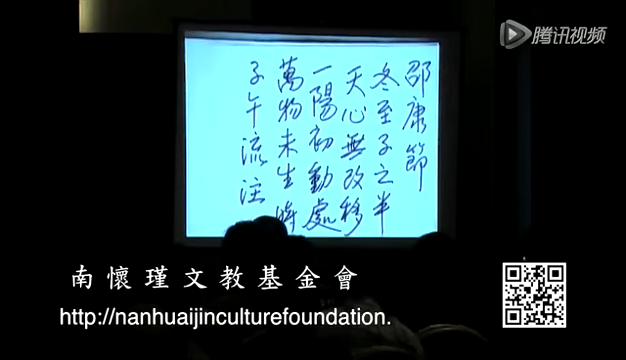 腾讯视频
邵康節
冬至子之半
天心無改移
一陽初動處
萬物未生時
子午流注
南懷瑾文教基金會
http://nanhuaijinculturefoundation.